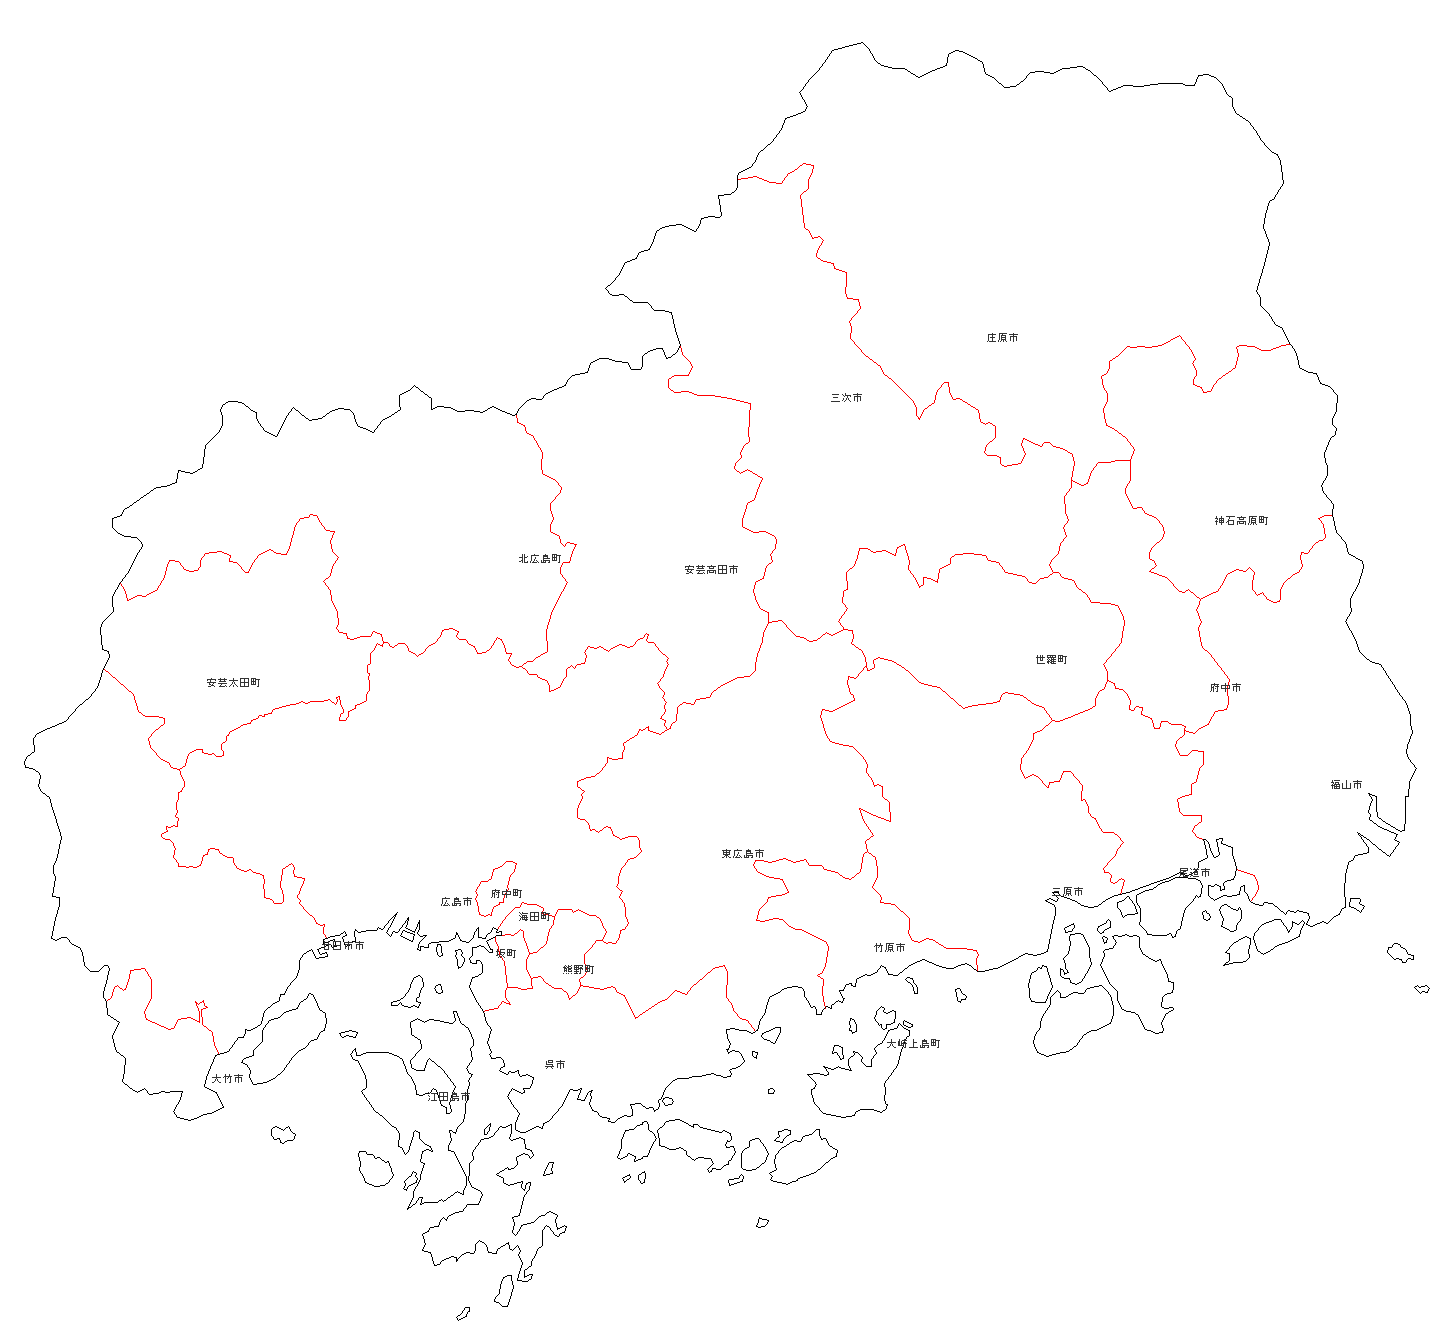 庄原市
三次市
神石高原町
北広島町
安芸高田市
世羅町
安芸太田町
府中市
福山市
東広島市
尾道市
三原市
府中町
広島市
海田町
廿日市市
竹原市
坂町
熊野町
大崎上島町
呉市
大竹市
江田島市